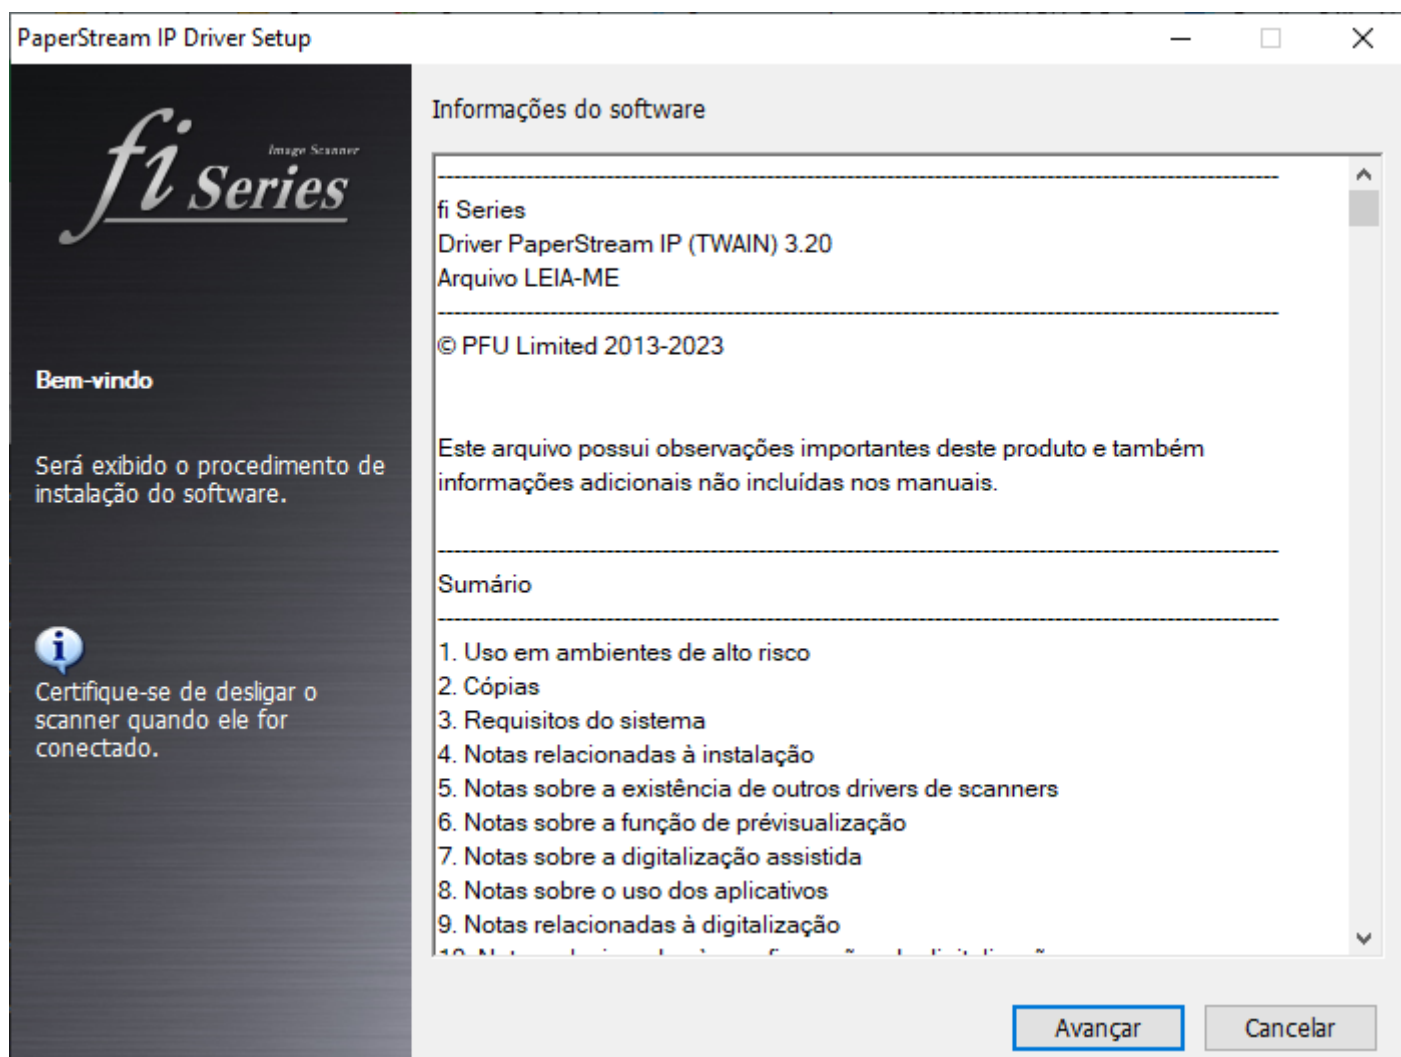 PaperStream IP Driver Setup
fi Series
Image Scanner
Bem-vindo
Será exibido o procedimento de
instalação do software.
Certifique-se de desligar o
scanner quando ele for
conectado.
Informações do software
fi Series
Driver PaperStream IP (TWAIN) 3.20
Arquivo LEIA-ME
© PFU Limited 2013-2023
Este arquivo possui observações importantes deste produto e também
informações adicionais não incluídas nos manuais.
Sumário
1. Uso em ambientes de alto risco
2. Cópias
3. Requisitos do sistema
4. Notas relacionadas à instalação
5. Notas sobre a existência de outros drivers de scanners
6. Notas sobre a função de prévisualização
7. Notas sobre a digitalização assistida
8. Notas sobre o uso dos aplicativos
9. Notas relacionadas à digitalização
Avançar
Cancelar